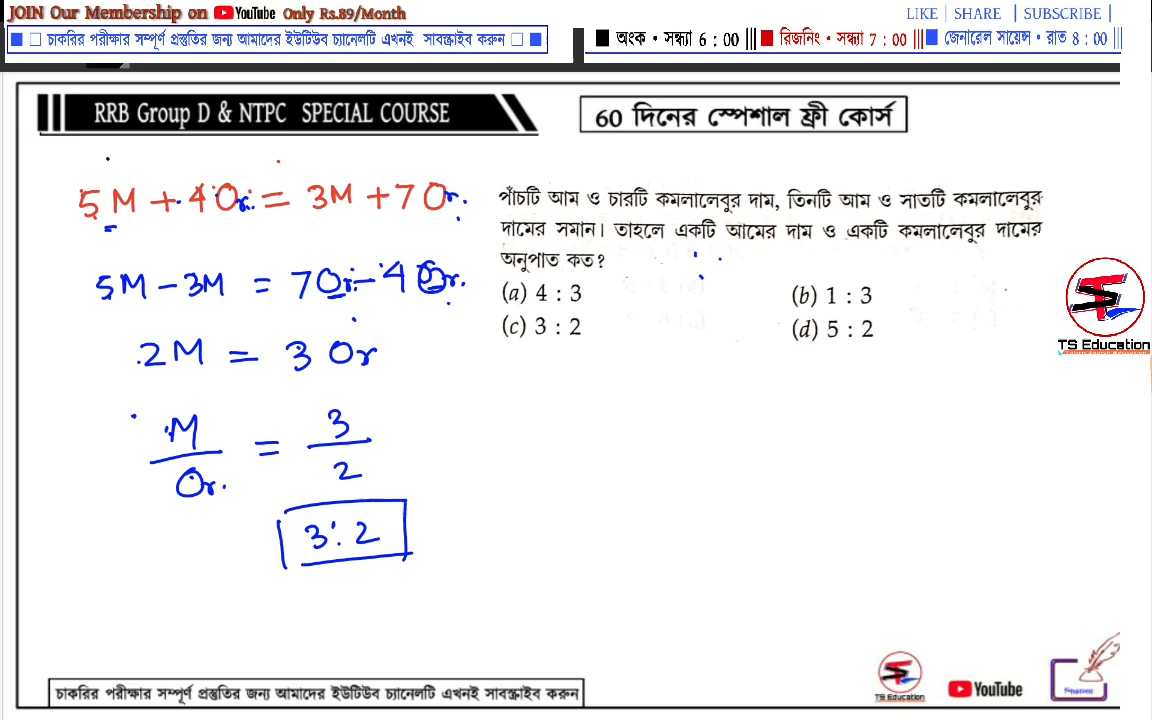 JOIN Our Membership on YouTube Only Rs.89/Month
LIKE | SHARE | SUBSCRIBE |
■ □ চাকরির পরীক্ষার সম্পূর্ণ প্রস্তুতির জন্য আমাদের ইউটিউব চ্যানেলটি এখনই সাবস্ক্রাইব করুন □ ■
■ অংক • সন্ধ্যা 6 : 00 ||| ■ রিজনিং • সন্ধ্যা 7 : 00 ||| ■ জেনারেল সায়েন্স • রাত 8 : 00 |||
RRB Group D & NTPC SPECIAL COURSE
60 দিনের স্পেশাল ফ্রী কোর্স
5M + 4Or. = 3M + 7Or.
5M - 3M = 7Or - 4Or.
2M = 3 Or
M/Or. = 3/2
3:2
পাঁচটি আম ও চারটি কমলালেবুর দাম, তিনটি আম ও সাতটি কমলালেবুর
দামের সমান। তাহলে একটি আমের দাম ও একটি কমলালেবুর দামের
অনুপাত কত?
(a) 4 : 3 (b) 1 : 3
(c) 3 : 2 (d) 5 : 2
TS Education
চাকরির পরীক্ষার সম্পূর্ণ প্রস্তুতির জন্য আমাদের ইউটিউব চ্যানেলটি এখনই সাবস্ক্রাইব করুন
TS Education
YouTube